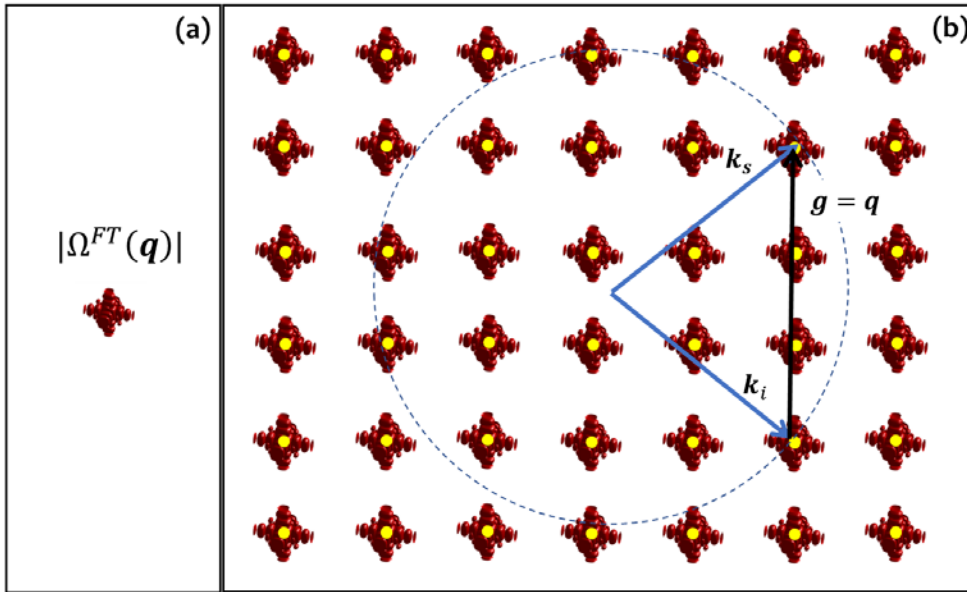 (a)
|Ω^{FT}(𝒒)|
(b)
𝒌_s
𝒈 = 𝒒
𝒌_i